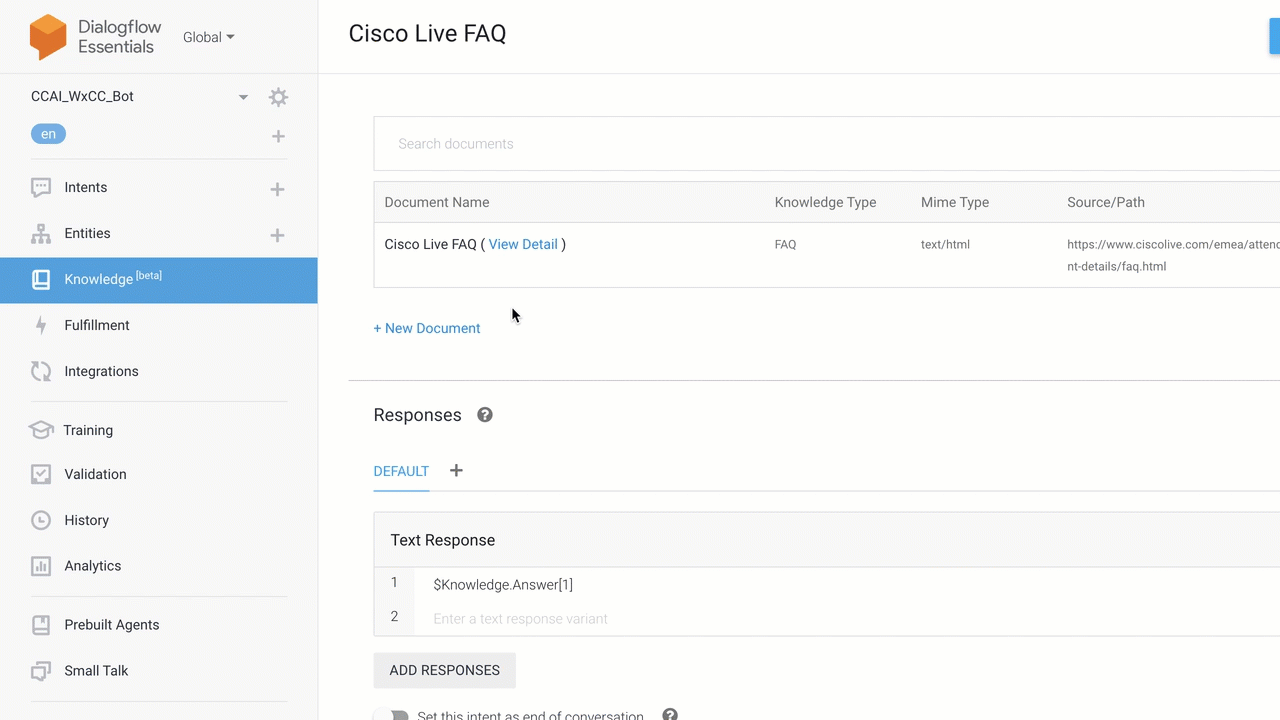 Dialogflow
Essentials
Global
CCAI_WxCC_Bot
en
Intents
Entities
Knowledge [beta]
Fulfillment
Integrations
Training
Validation
History
Analytics
Prebuilt Agents
Small Talk
Cisco Live FAQ
Search documents
Document Name Knowledge Type Mime Type Source/Path
Cisco Live FAQ ( View Detail ) FAQ text/html https://www.ciscolive.com/emea/attend
nt-details/faq.html
+ New Document
Responses
DEFAULT
Text Response
1 $Knowledge.Answer[1]
2 Enter a text response variant
ADD RESPONSES
Set this intent as end of conversation